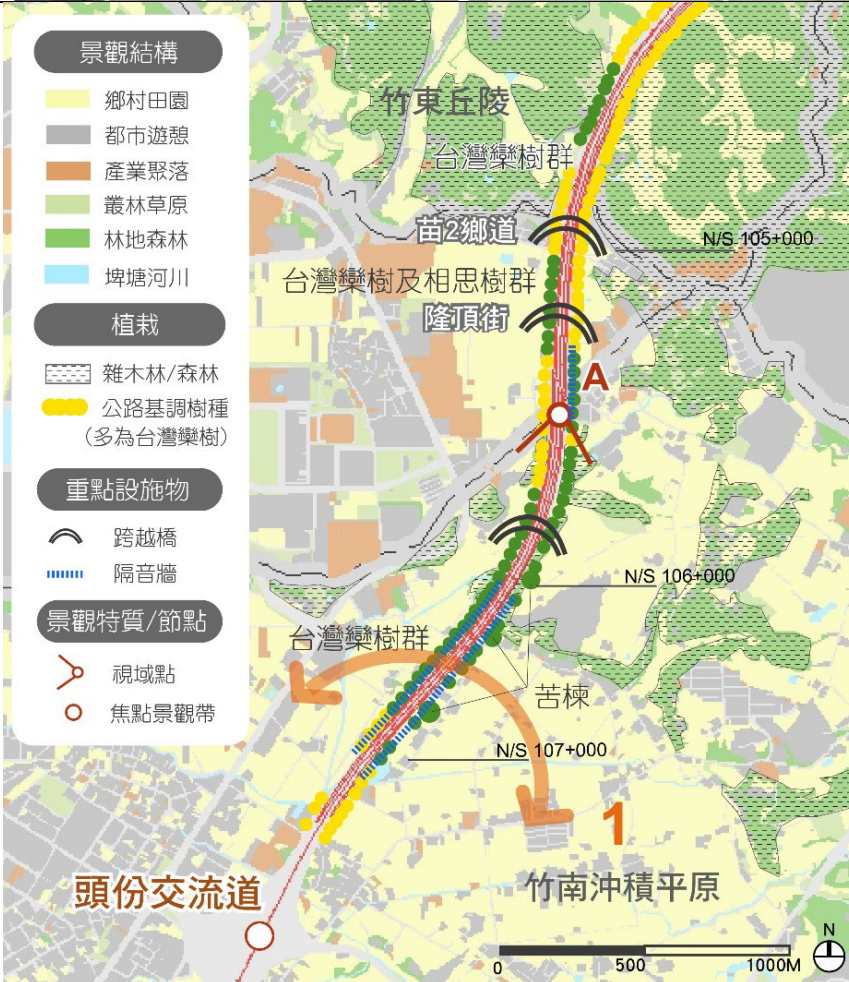 景觀結構
鄉村田園
都市遊憩
產業聚落
叢林草原
林地森林
埤塘河川
植栽
雜木林/森林
公路基調樹種
(多為台灣欒樹)
重點設施物
跨越橋
隔音牆
景觀特質/節點
視域點
焦點景觀帶
竹東丘陵
台灣欒樹群
苗2鄉道
N/S 105+000
台灣欒樹及相思樹群
隆頂街
A
N/S 106+000
台灣欒樹群
苦楝
N/S 107+000
1
頭份交流道
竹南沖積平原
N
0
500
1000M